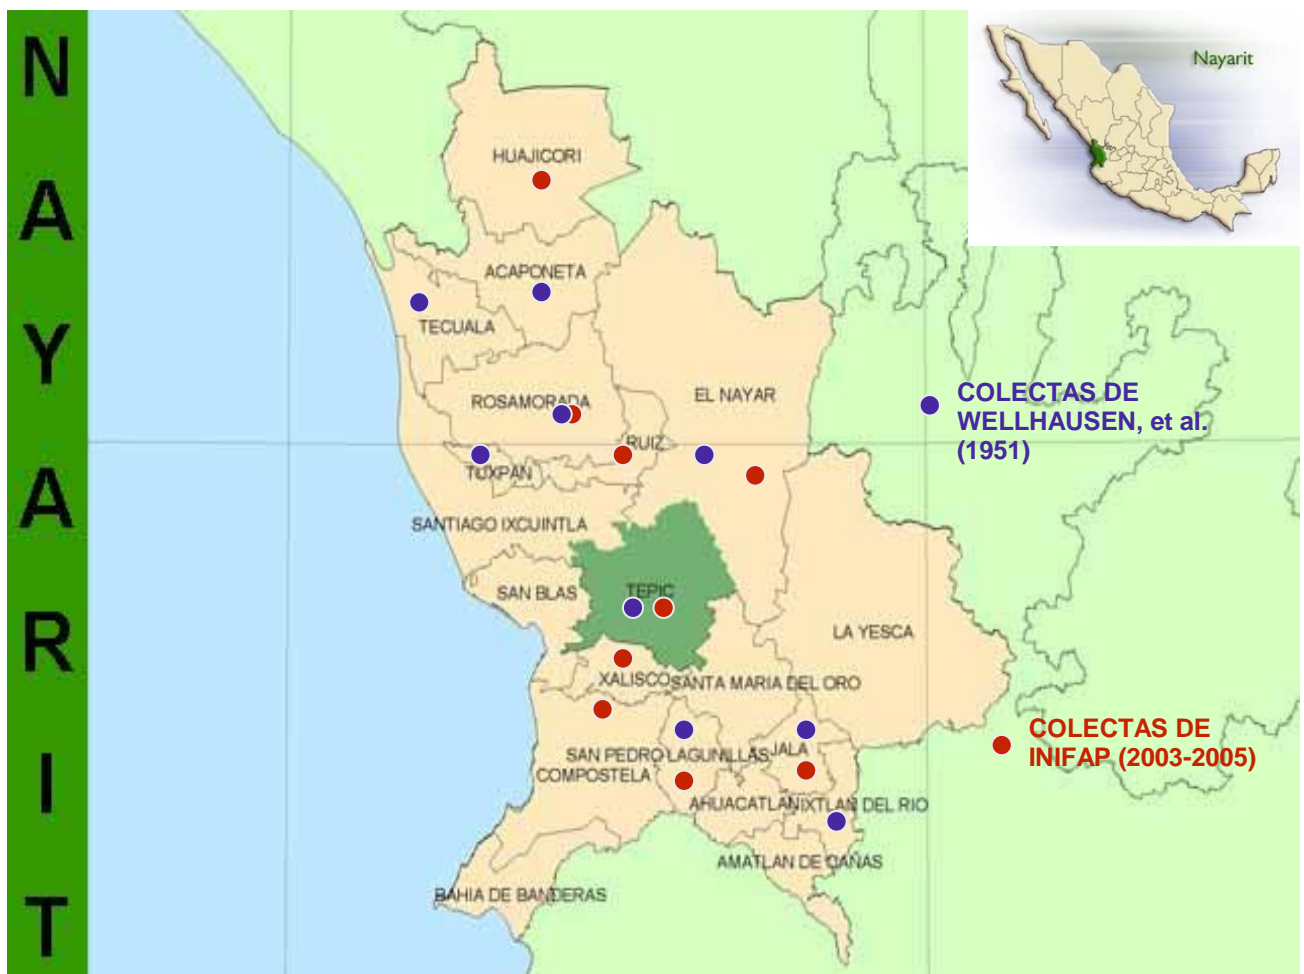 NAYARIT
Nayarit
HUAJICORI
ACAPONETA
TECUALA
ROSAMORADA
EL NAYAR
COLECTAS DE
WELLHAUSEN, et al.
(1951)
RUIZ
TUXPAN
SANTIAGO IXCUINTLA
SAN BLAS
TEPIC
LA YESCA
XALISCO
SANTA MARIA DEL ORO
COLECTAS DE
INIFAP (2003-2005)
SAN PEDRO LAGUNILLAS
JALA
COMPOSTELA
AHUACATLAN
IXTLAN DEL RIO
AMATLAN DE CAÑAS
BAHIA DE BANDERAS